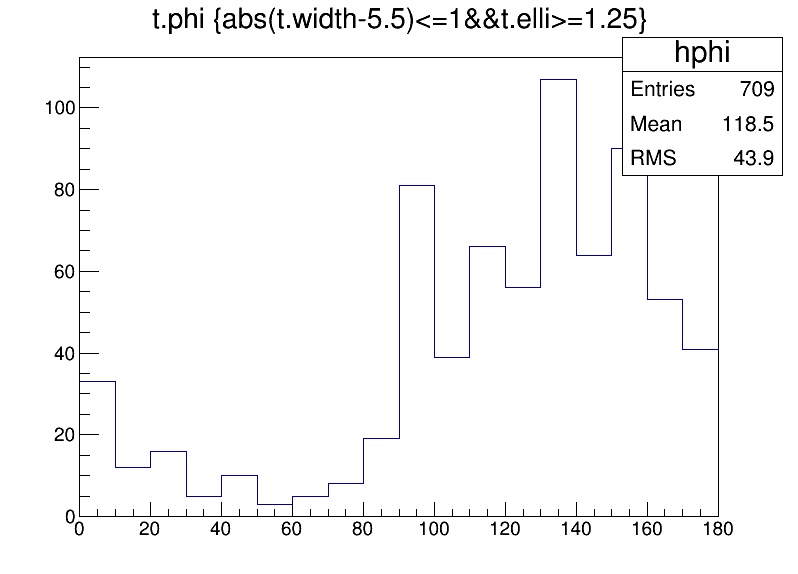 t.phi {abs(t.width-5.5)<=1&&t.elli>=1.25}
hphi
Entries 709
Mean 118.5
RMS 43.9
100
80
60
40
20
0
0 20 40 60 80 100 120 140 160 180